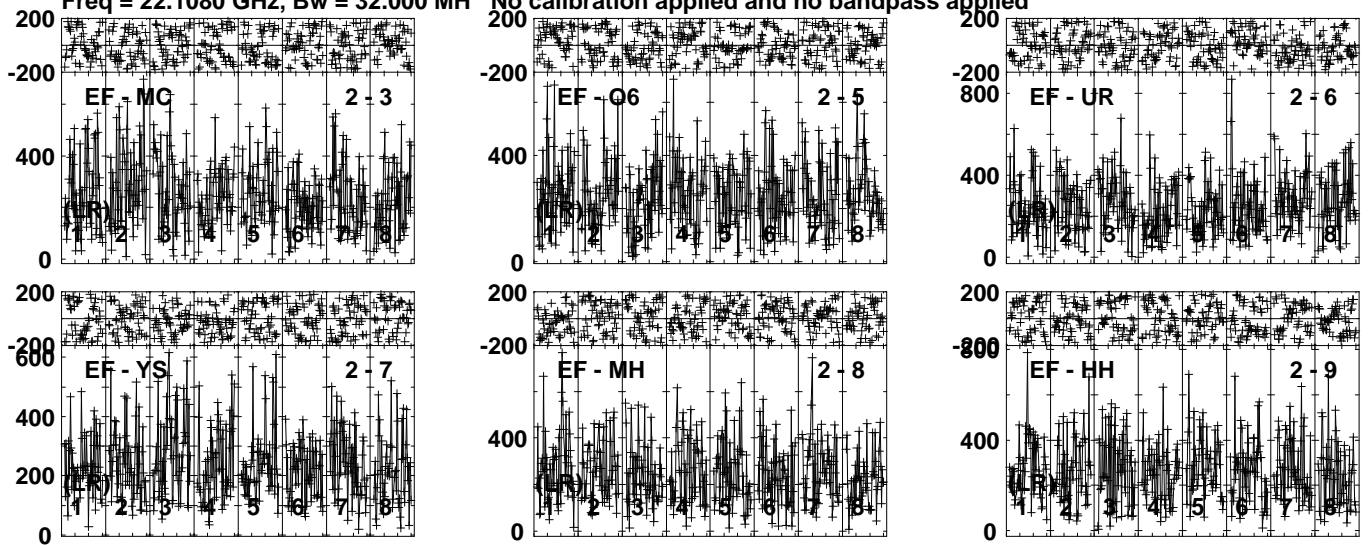 Freq = 22.1080 GHz, Bw = 32.000 MH No calibration applied and no bandpass applied
200
-200
EF - MC 2 - 3
400
(LR)
1 2 3 4 5 6 7 8
0
200
-200
EF - O6 2 - 5
400
(LR)
1 2 3 4 5 6 7 8
0
200
-200
800
EF - UR 2 - 6
400
(LR)
1 2 3 4 5 6 7 8
0
200
-200
600
EF - YS 2 - 7
400
200
(LR)
1 2 3 4 5 6 7 8
0
200
-200
EF - MH 2 - 8
400
(LR)
1 2 3 4 5 6 7 8
0
200
-200
800
EF - HH 2 - 9
400
(LR)
1 2 3 4 5 6 7 8
0